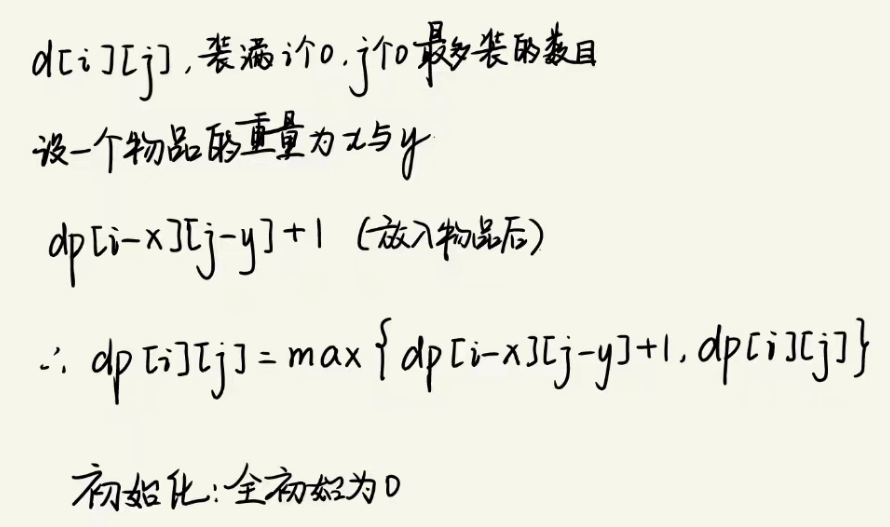 d[i][j],装满i个0,j个0最多装的数目
设一个物品的重量为x与y
dp[i-x][j-y]+1 (放入物品后)
∴ dp[i][j]=max{dp[i-x][j-y]+1,dp[i][j]}
初始化:全初始为0